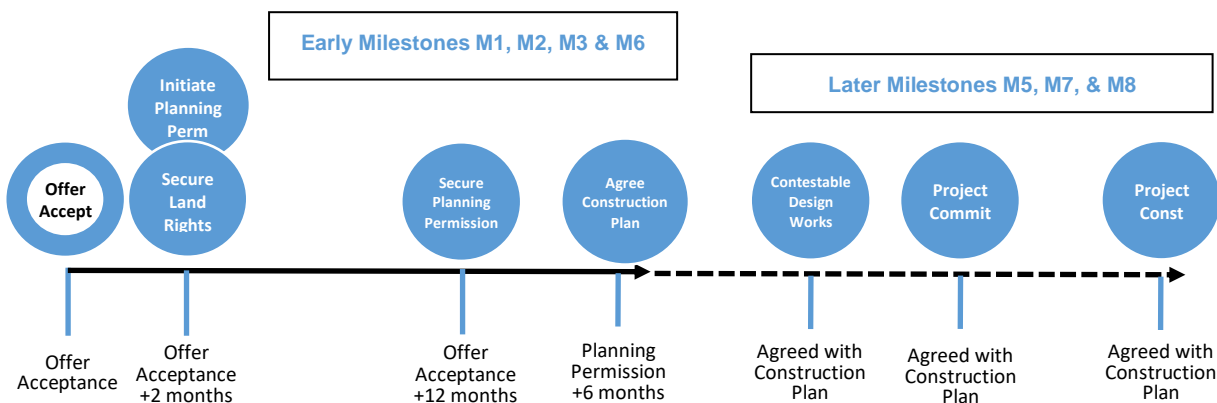 Early Milestones M1, M2, M3 & M6
Later Milestones M5, M7, & M8
Initiate
Planning
Perm
Offer
Accept
Secure
Land
Rights
Secure
Planning
Permission
Agree
Construction
Plan
Contestable
Design
Works
Project
Commit
Project
Const
Offer
Acceptance
Offer
Acceptance
+2 months
Offer
Acceptance
+12 months
Planning
Permission
+6 months
Agreed with
Construction
Plan
Agreed with
Construction
Plan
Agreed with
Construction
Plan